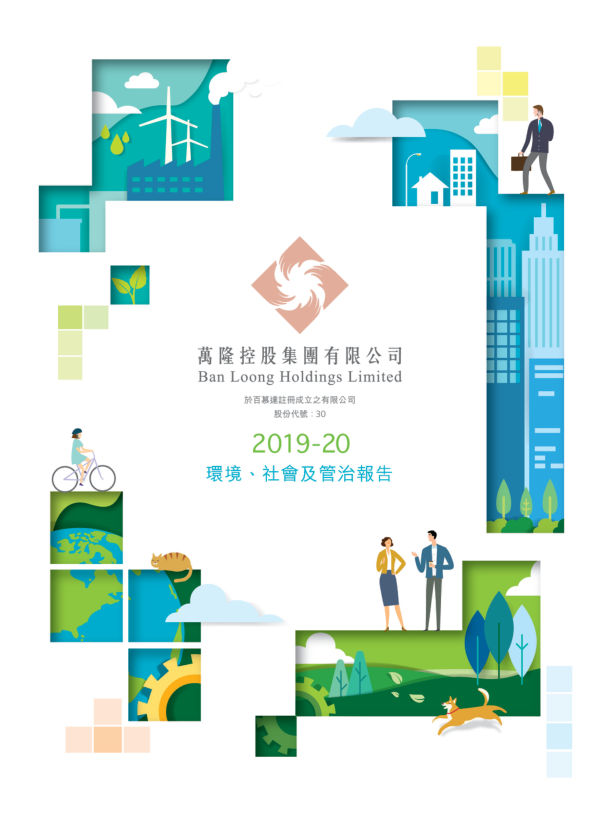 萬隆控股集團有限公司
Ban Loong Holdings Limited
於百慕達註冊成立之有限公司
股份代號：30
2019-20
環境、社會及管治報告